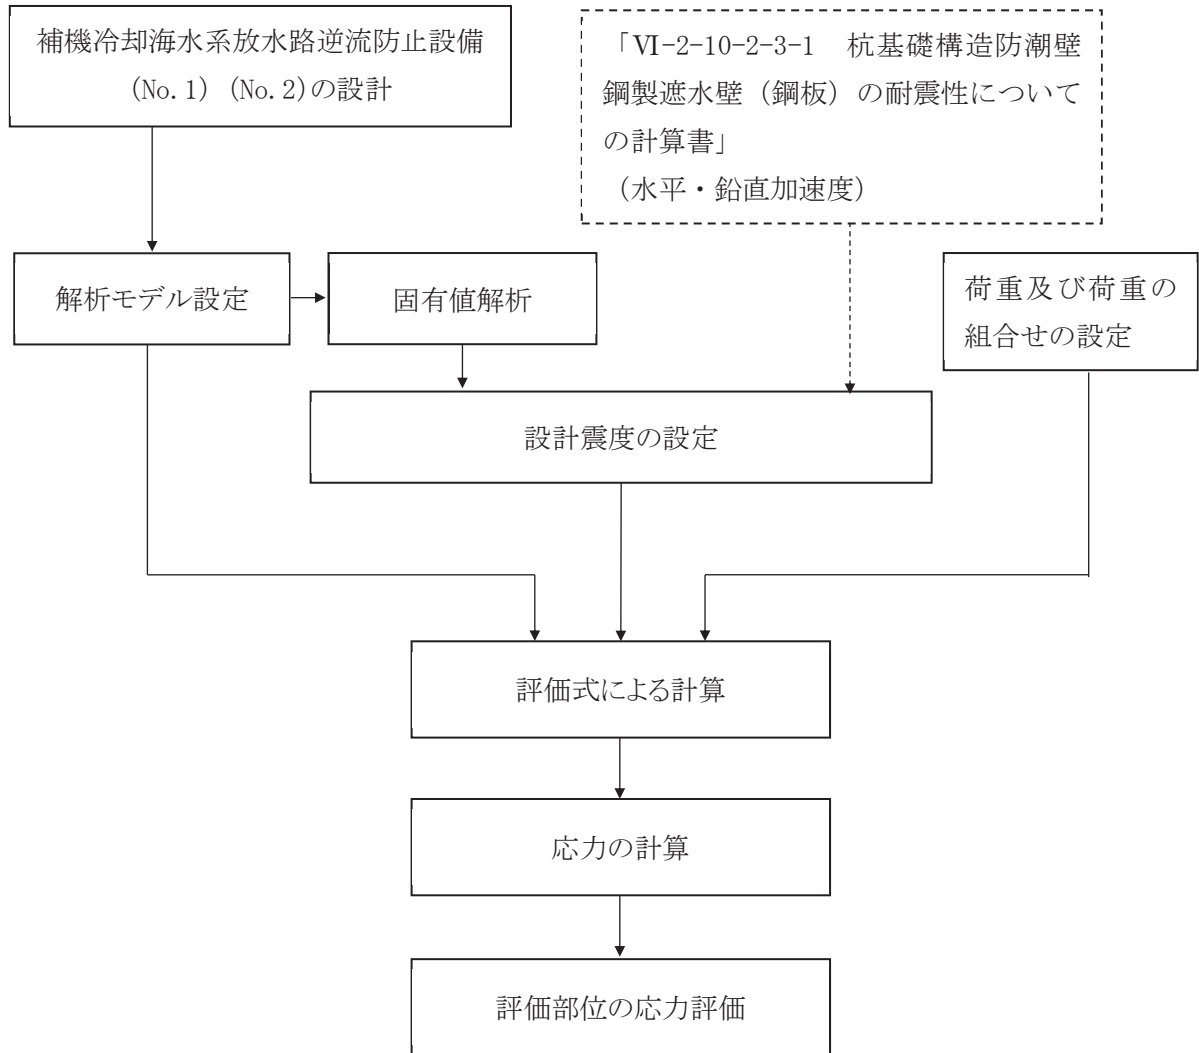 補機冷却海水系放水路逆流防止設備
(No.1) (No.2)の設計
「Ⅵ-2-10-2-3-1 杭基礎構造防潮壁
鋼製遮水壁（鋼板）の耐震性について
の計算書」
（水平・鉛直加速度）
解析モデル設定
固有値解析
荷重及び荷重の
組合せの設定
設計震度の設定
評価式による計算
応力の計算
評価部位の応力評価